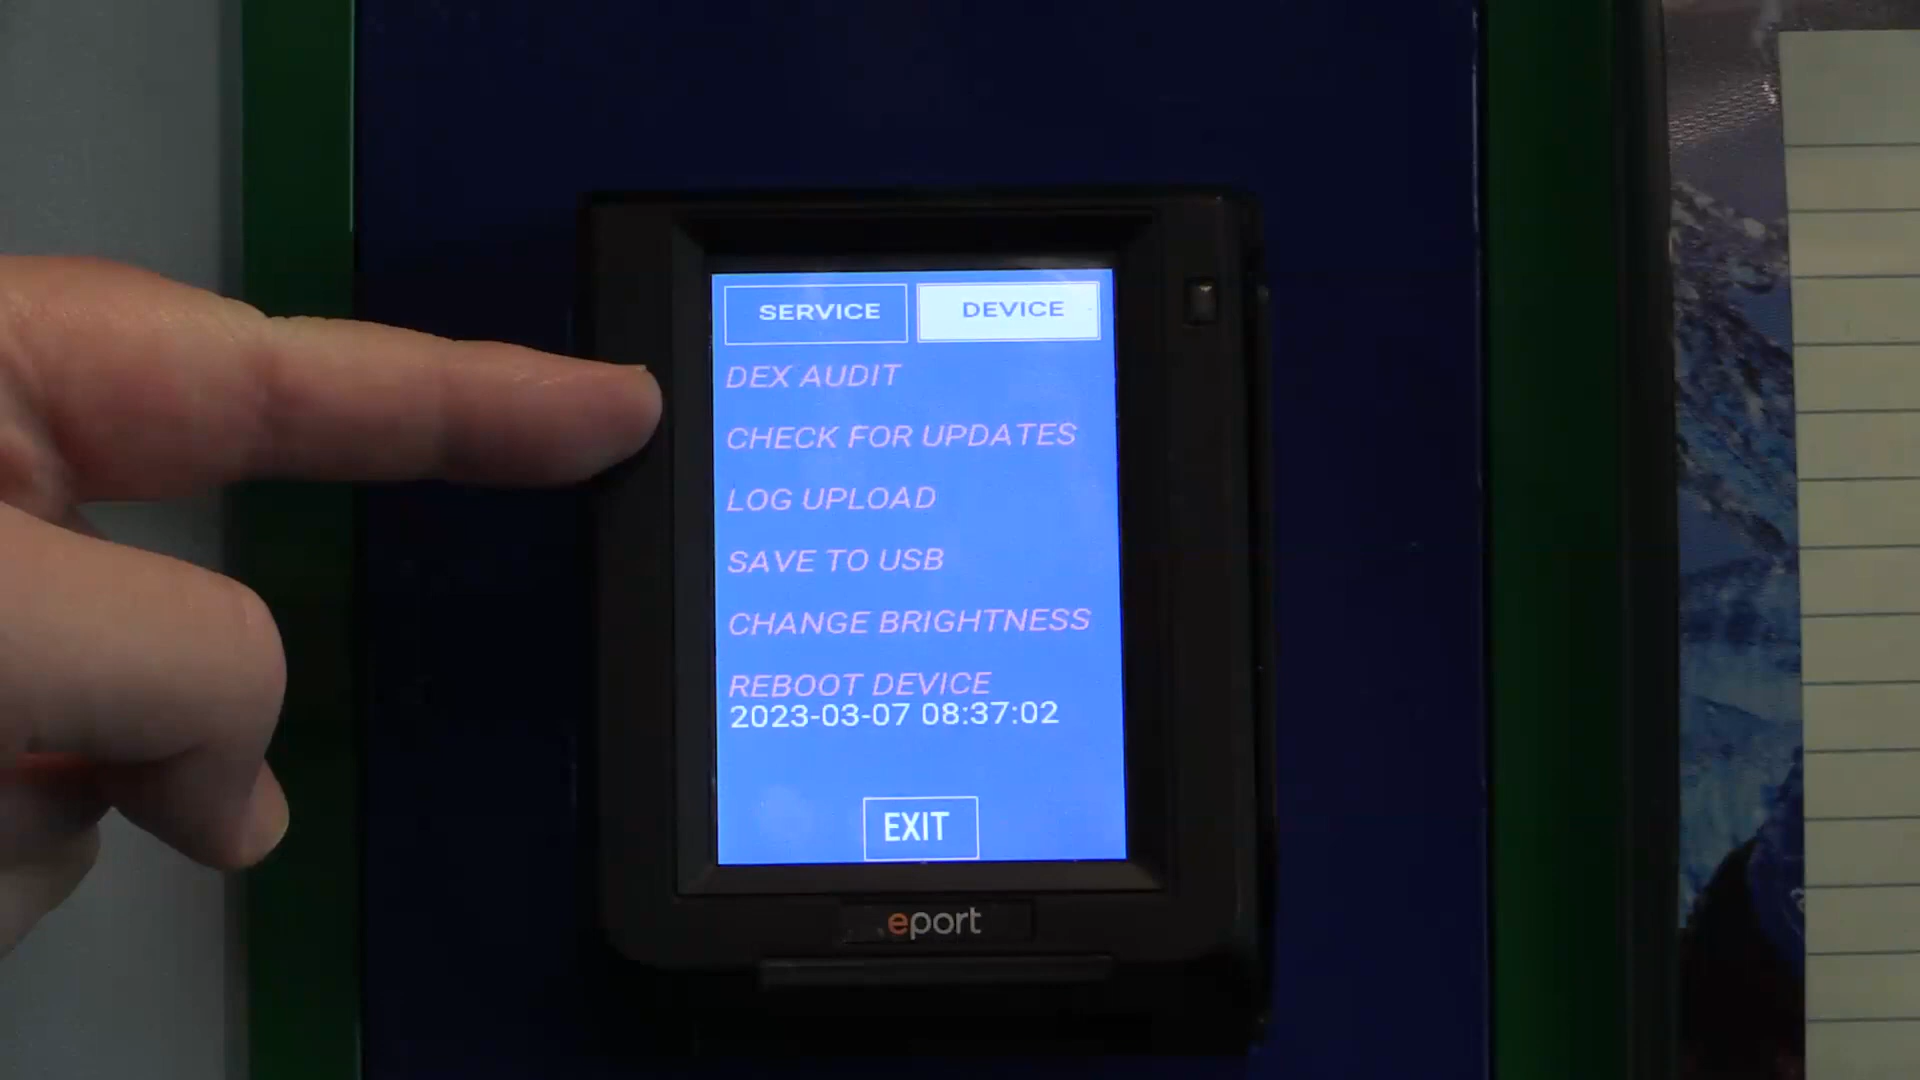 SERVICE DEVICE
DEX AUDIT
CHECK FOR UPDATES
LOG UPLOAD
SAVE TO USB
CHANGE BRIGHTNESS
REBOOT DEVICE
2023-03-07 08:37:02
EXIT
eport